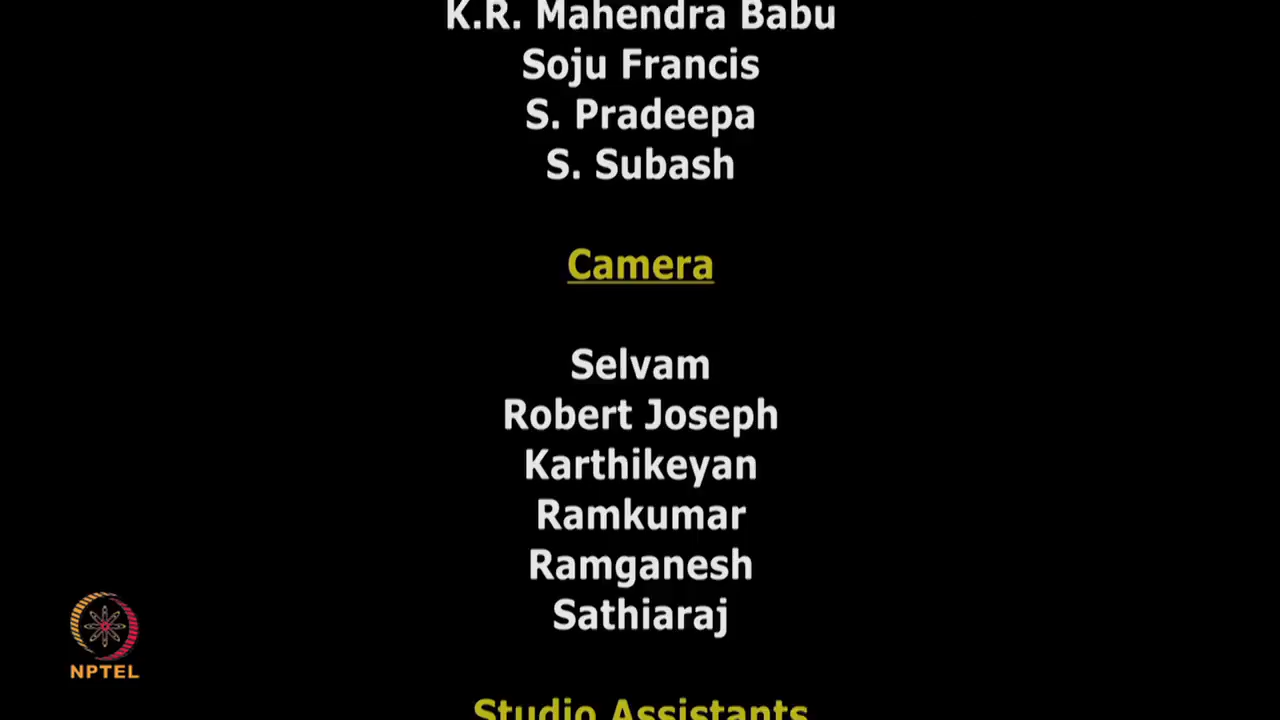 K.R. Mahendra Babu
Soju Francis
S. Pradeepa
S. Subash
Camera
Selvam
Robert Joseph
Karthikeyan
Ramkumar
Ramganesh
Sathiaraj
NPTEL
Studio Assistants